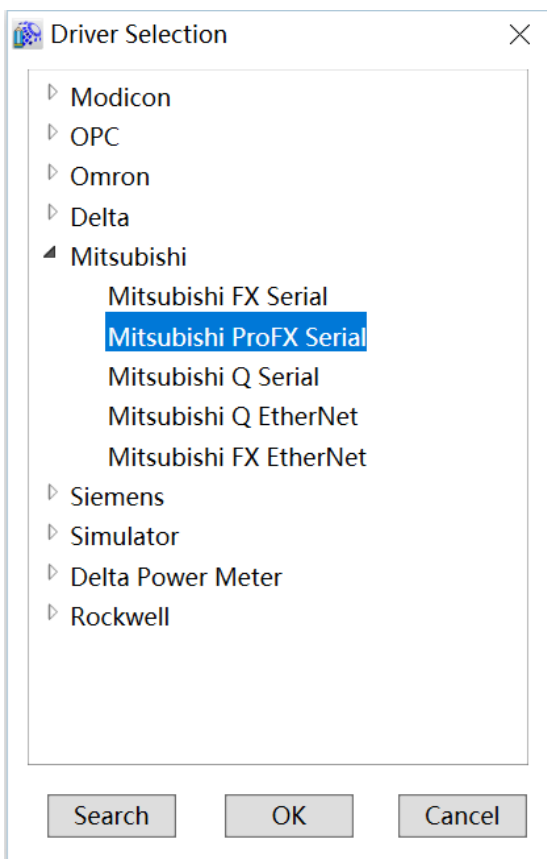 Driver Selection
Modicon
OPC
Omron
Delta
Mitsubishi
Mitsubishi FX Serial
Mitsubishi ProFX Serial
Mitsubishi Q Serial
Mitsubishi Q EtherNet
Mitsubishi FX EtherNet
Siemens
Simulator
Delta Power Meter
Rockwell
Search OK Cancel